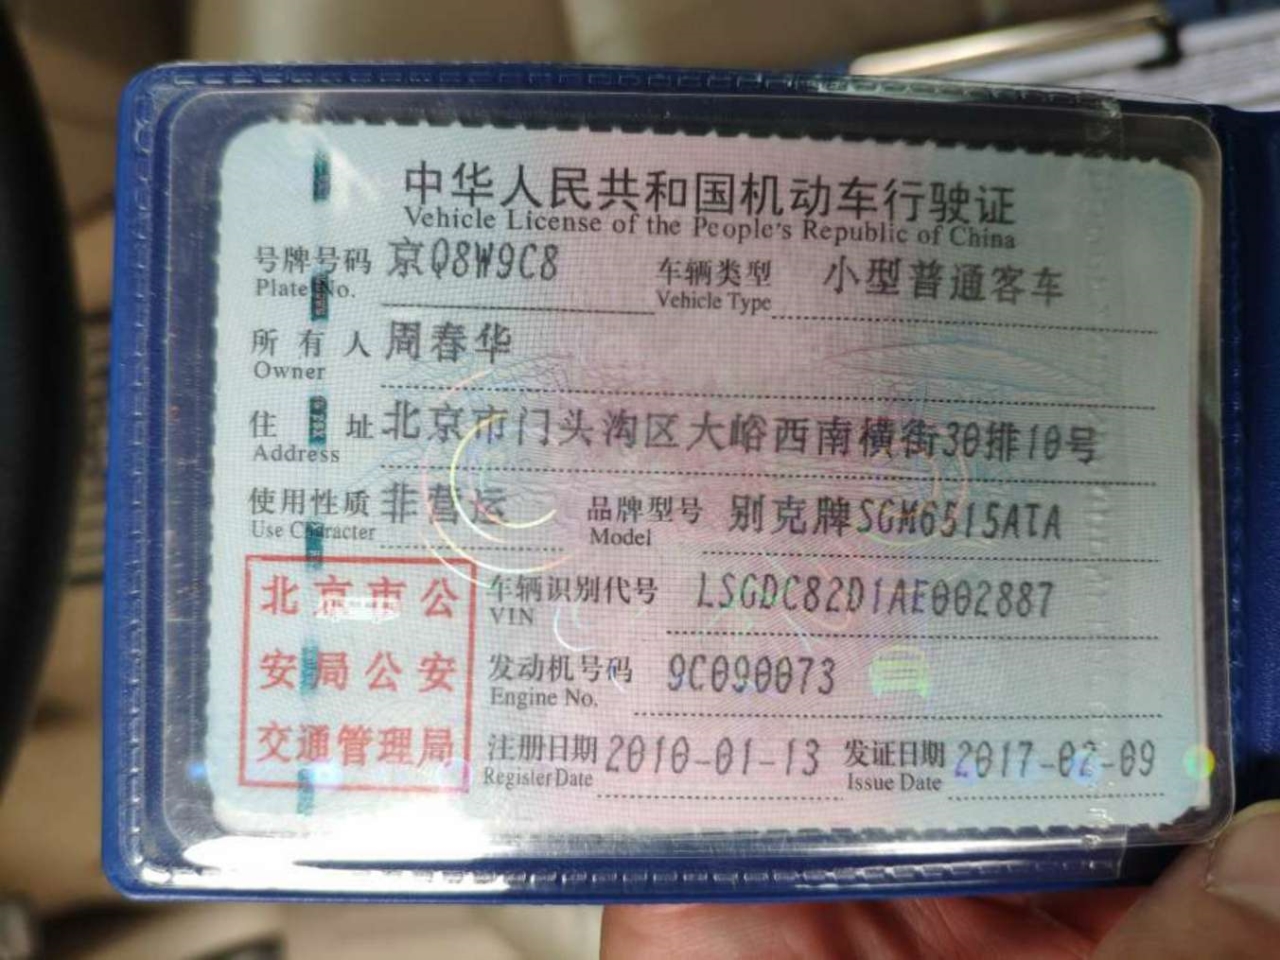 中华人民共和国机动车行驶证
Vehicle License of the People's Republic of China
号牌号码 京Q8W9C8 车辆类型 小型普通客车
Plate No. Vehicle Type
所有人 周春华
Owner
住址 北京市门头沟区大峪西南横街30排10号
Address
使用性质 非营运 品牌型号 别克牌SGM6515ATA
Use Character Model
北京市公
安局公安
交通管理局
车辆识别代号 LSGDC82D1AE002887
VIN
发动机号码 9C090073
Engine No.
注册日期 2010-01-13 发证日期 2017-02-09
Register Date Issue Date